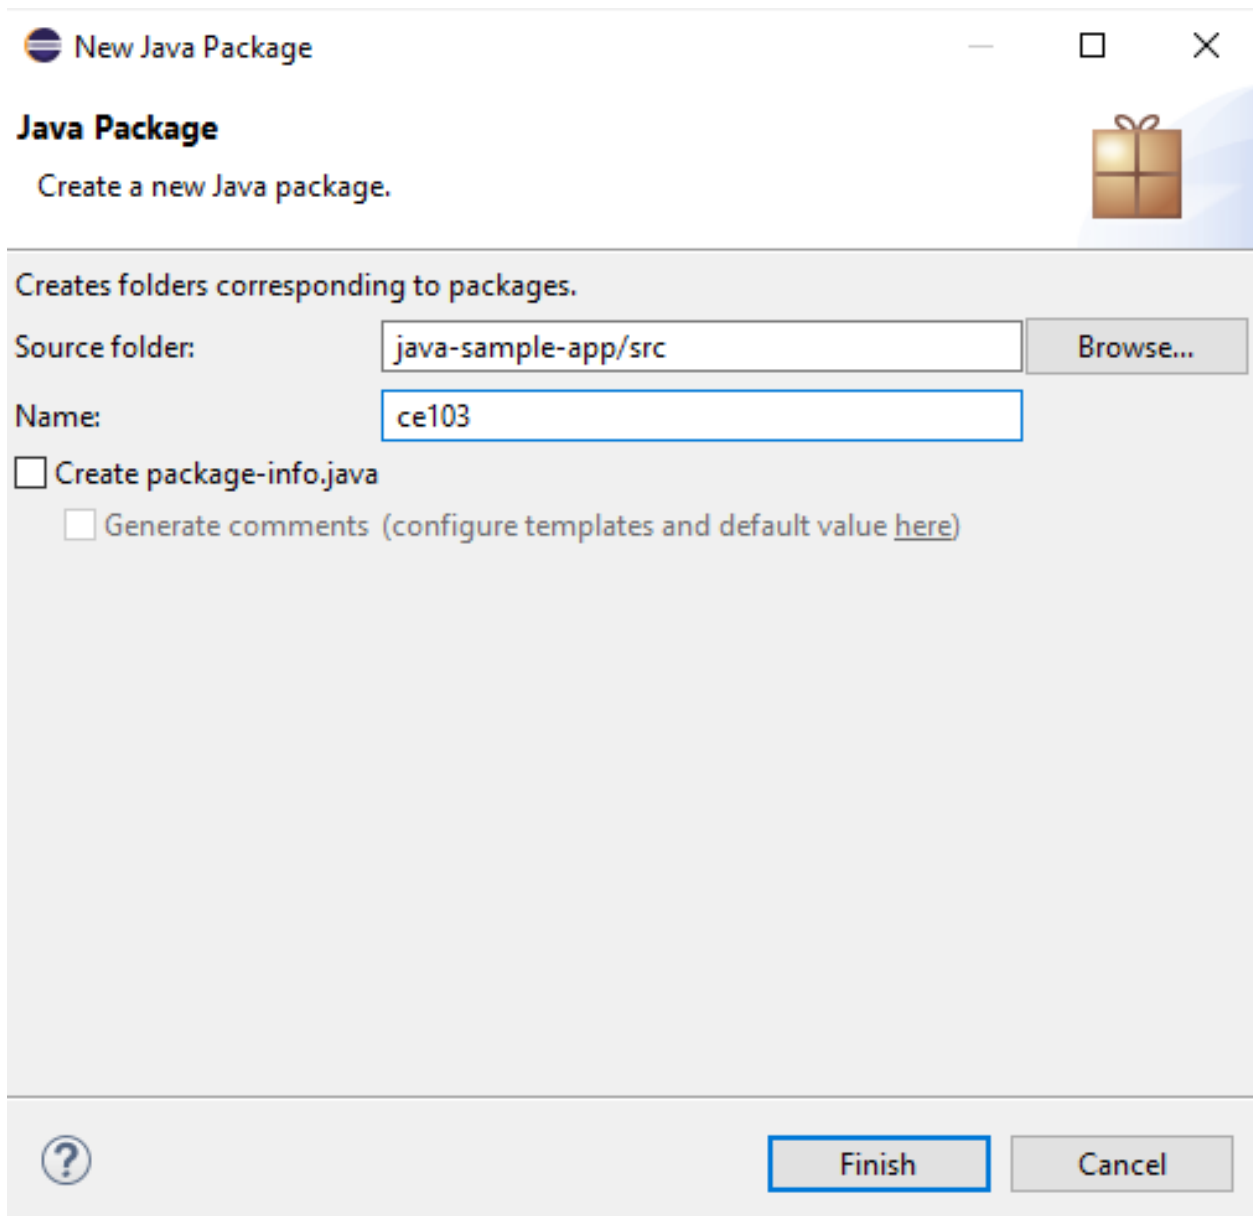 New Java Package
Java Package
Create a new Java package.
Creates folders corresponding to packages.
Source folder: java-sample-app/src Browse...
Name: ce103
Create package-info.java
Generate comments (configure templates and default value here)
? Finish Cancel